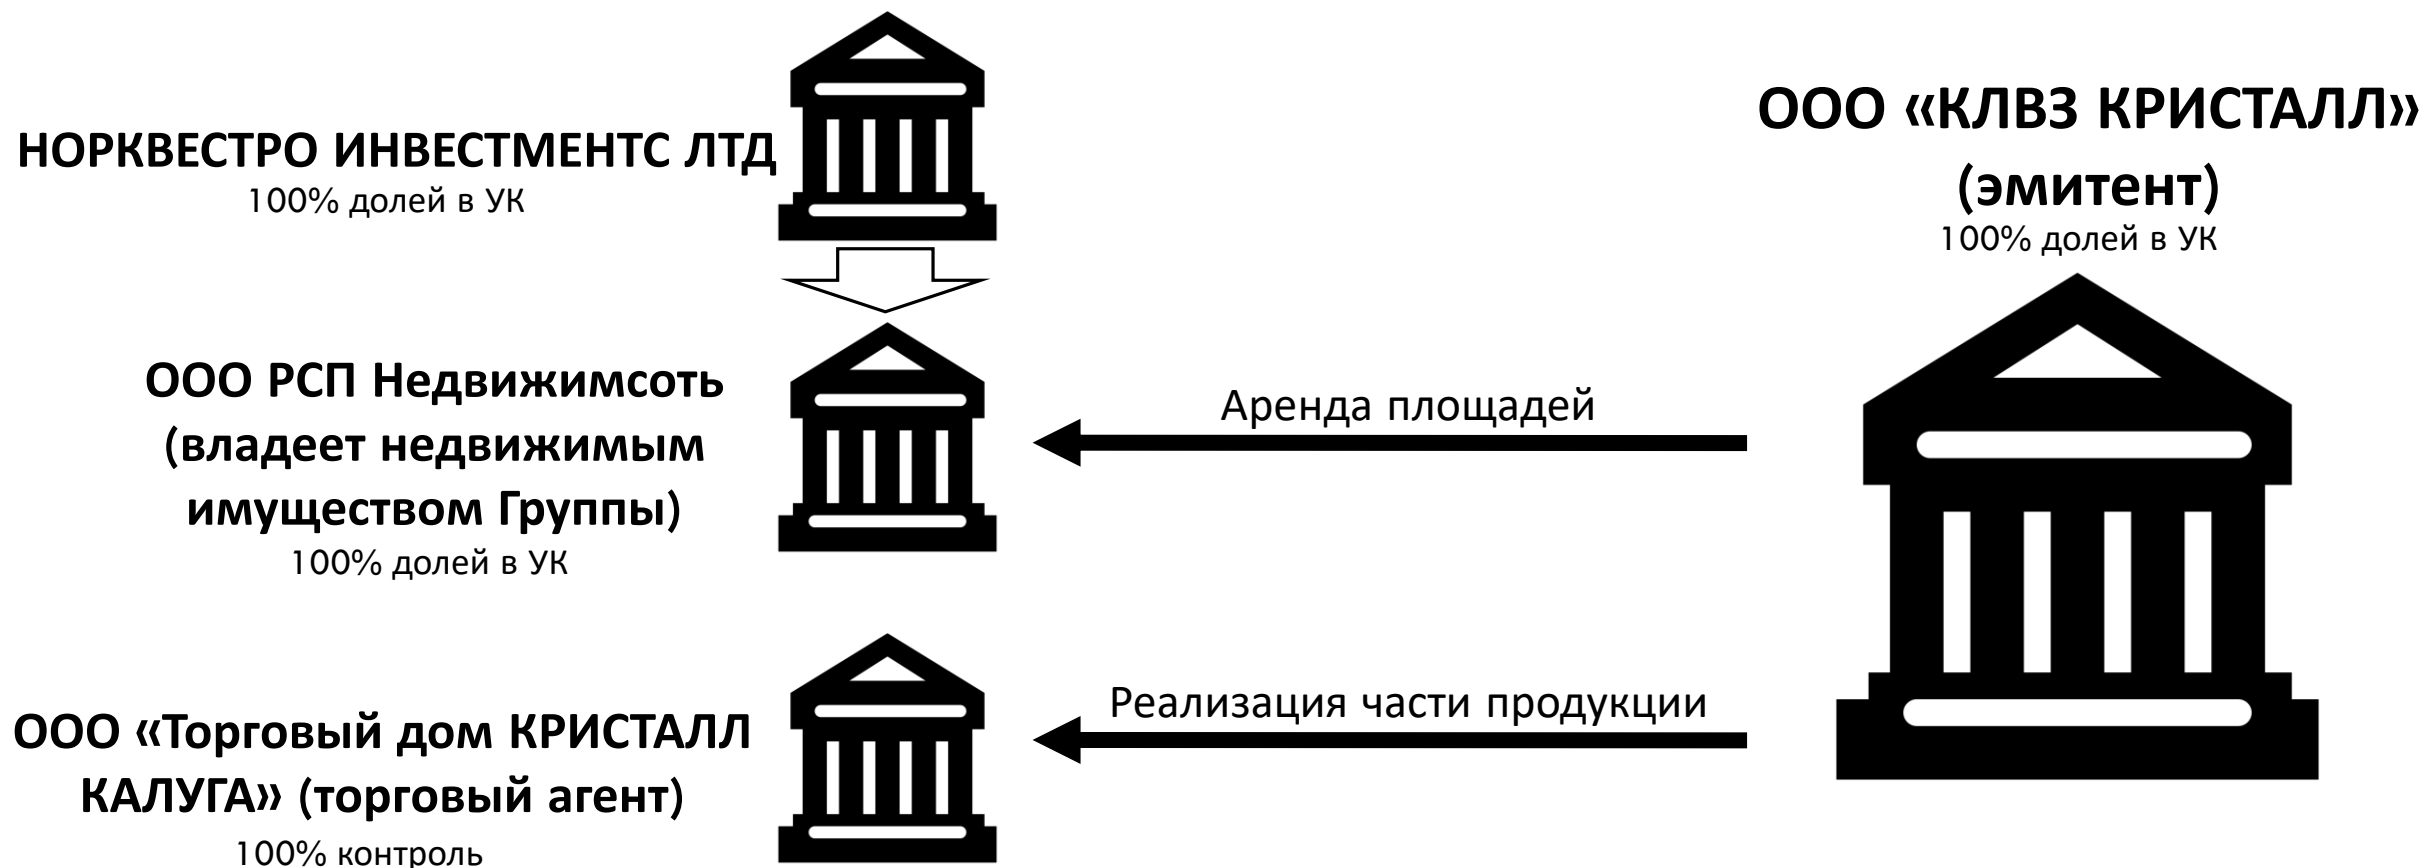 НОРКВЕСТРО ИНВЕСТМЕНТС ЛТД
100% долей в УК
ООО РСП Недвижимсоть
(владеет недвижимым
имуществом Группы)
100% долей в УК
ООО «Торговый дом КРИСТАЛЛ
КАЛУГА» (торговый агент)
100% контроль
Аренда площадей
Реализация части продукции
ООО «КЛВЗ КРИСТАЛЛ»
(эмитент)
100% долей в УК